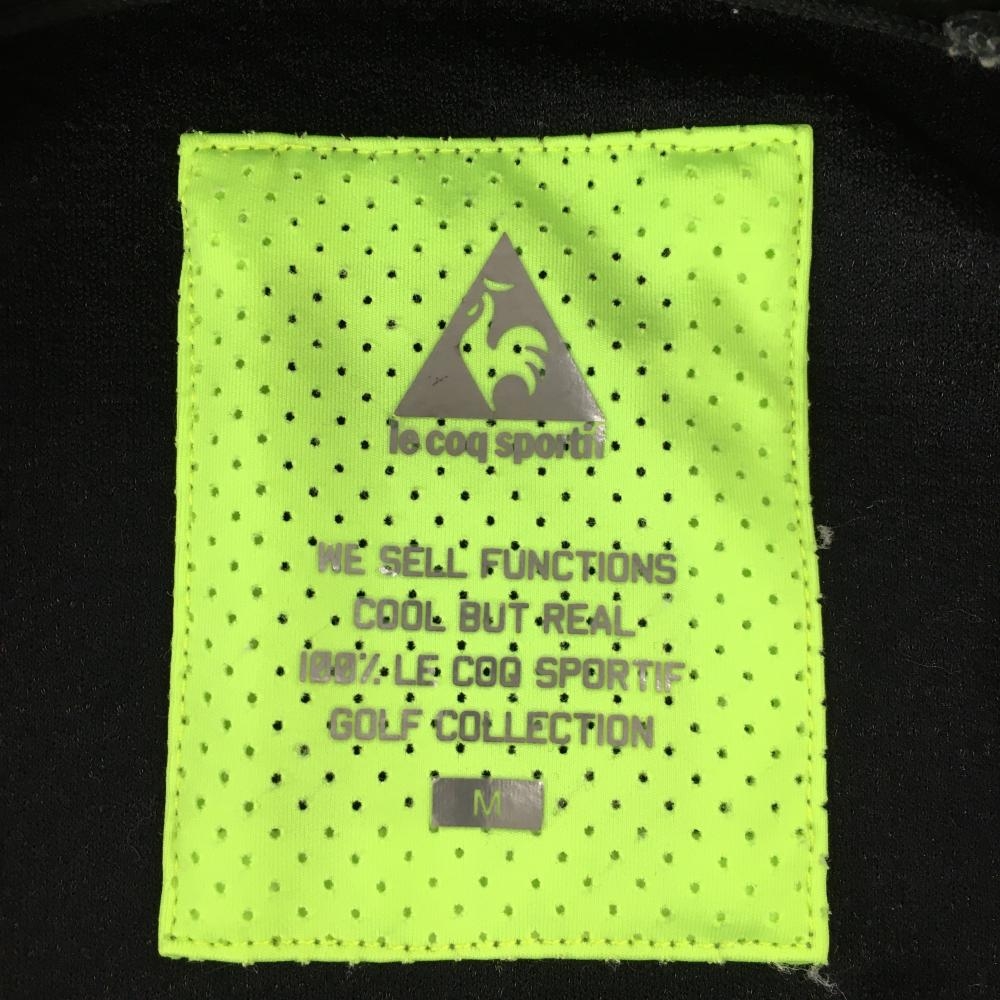 le coq sportif
WE SELL FUNCTIONS
COOL BUT REAL
100% LE COQ SPORTIF
GOLF COLLECTION
M